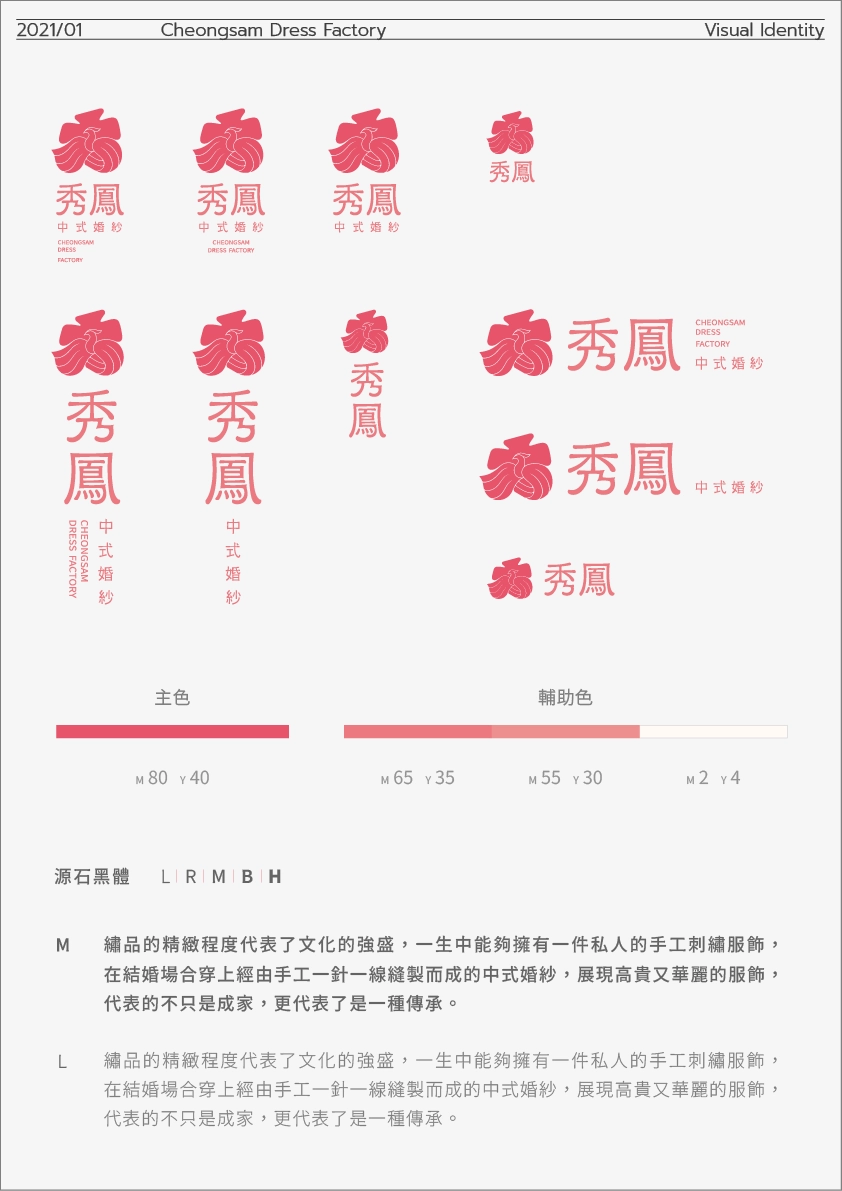 2021/01 Cheongsam Dress Factory Visual Identity
秀鳳
中式婚紗
CHEONGSAM
DRESS
FACTORY
秀鳳
中式婚紗
CHEONGSAM
DRESS FACTORY
秀鳳
中式婚紗
秀鳳
秀鳳
中式婚紗
CHEONGSAM
DRESS FACTORY
秀鳳
中式婚紗
秀鳳
秀鳳
CHEONGSAM
DRESS
FACTORY
中式婚紗
秀鳳
中式婚紗
秀鳳
主色
輔助色
M 80 Y 40
M 65 Y 35
M 55 Y 30
M 2 Y 4
源石黑體 L R M B H
M
繡品的精緻程度代表了文化的強盛，一生中能夠擁有一件私人的手工刺繡服飾，
在結婚場合穿上經由手工一針一線縫製而成的中式婚紗，展現高貴又華麗的服飾，
代表的不只是成家，更代表了是一種傳承。
L
繡品的精緻程度代表了文化的強盛，一生中能夠擁有一件私人的手工刺繡服飾，
在結婚場合穿上經由手工一針一線縫製而成的中式婚紗，展現高貴又華麗的服飾，
代表的不只是成家，更代表了是一種傳承。